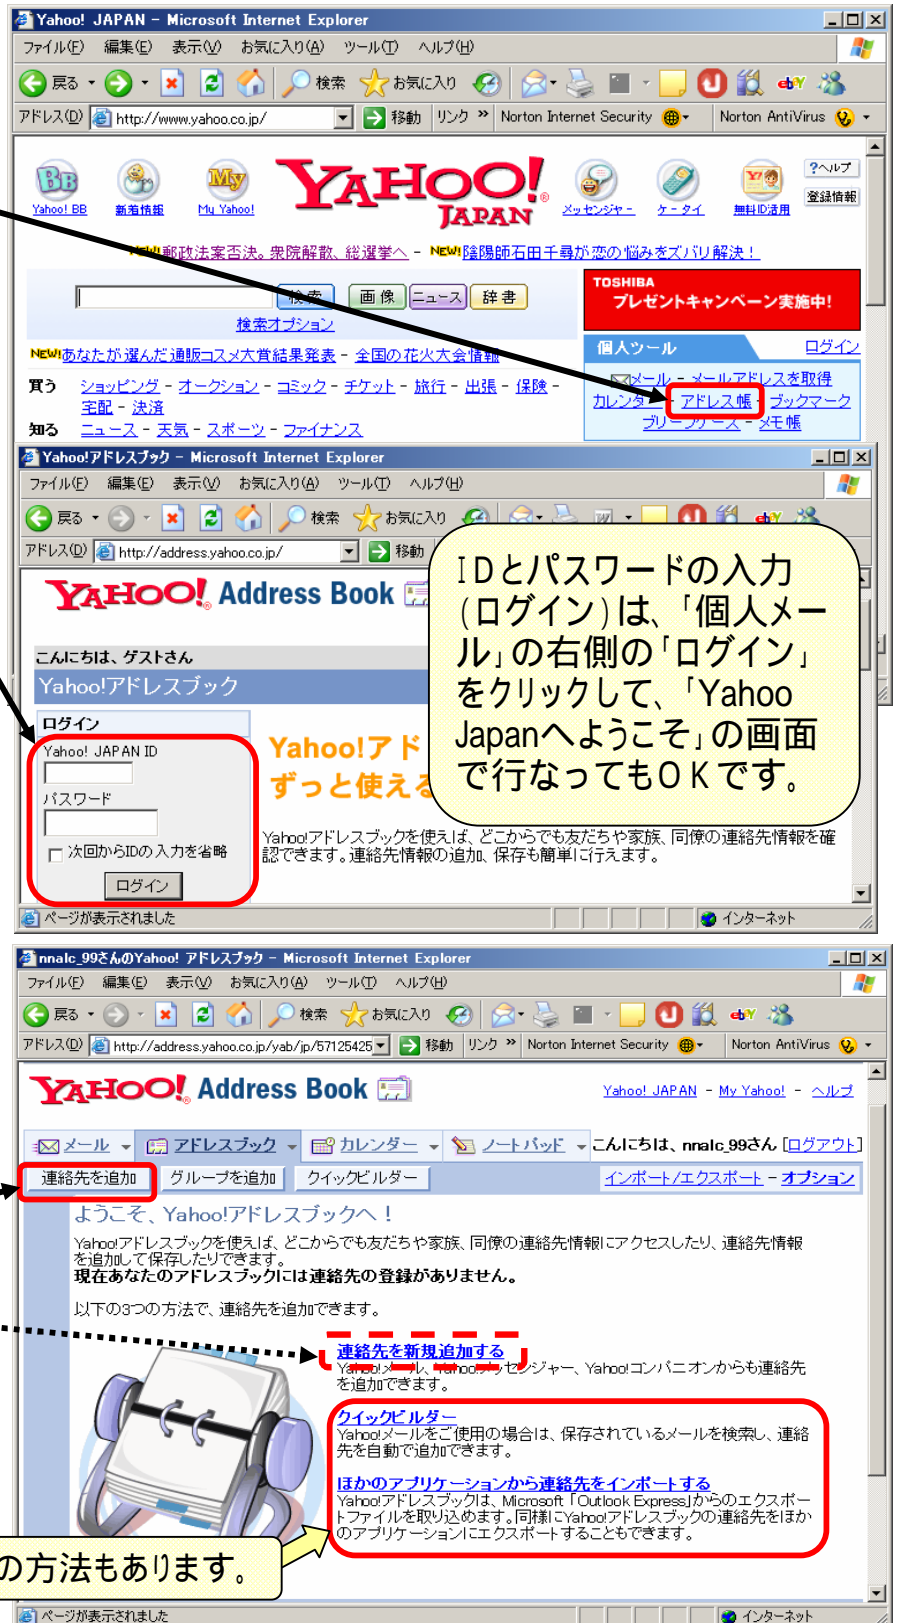 Yahoo! JAPAN - Microsoft Internet Explorer
ファイル(F) 編集(E) 表示(V) お気に入り(A) ツール(T) ヘルプ(H)
戻る 検索 お気に入り
アドレス(D) http://www.yahoo.co.jp/ 移動 リンク » Norton Internet Security Norton AntiVirus
BB My YAHOO! JAPAN ?ヘルプ
登録情報
Yahoo! BB 新着情報 My Yahoo! メッセンジャー ケータイ 無料ID活用
NEW!郵政法案否決。衆院解散、総選挙へ - NEW!陰陽師石田千尋が恋の悩みをズバリ解決!
検索 画像 ニュース 辞書
検索オプション
TOSHIBA
プレゼントキャンペーン実施中!
NEW!あなたが選んだ通販コスメ大賞結果発表 - 全国の花火大会情報
個人ツール ログイン
メール - メールアドレスを取得
カレンダー - アドレス帳 - ブックマーク
ブリーフケース - メモ帳
買う ショッピング - オークション - コミック - チケット - 旅行 - 出張 - 保険 -
宅配 - 決済
知る ニュース - 天気 - スポーツ - ファイナンス
Yahoo!アドレスブック - Microsoft Internet Explorer
ファイル(F) 編集(E) 表示(V) お気に入り(A) ツール(T) ヘルプ(H)
戻る 検索 お気に入り
アドレス(D) http://address.yahoo.co.jp/ 移動
YAHOO! Address Book
こんにちは、ゲストさん
Yahoo!アドレスブック
IDとパスワードの入力
(ログイン)は、「個人メー
ル」の右側の「ログイン」
をクリックして、「Yahoo
Japanへようこそ」の画面
で行なってもOKです。
ログイン
Yahoo! JAPAN ID
パスワード
次回からIDの入力を省略
ログイン
Yahoo!アド
ずっと使える
Yahoo!アドレスブックを使えば、どこからでも友だちや家族、同僚の連絡先情報を確
認できます。連絡先情報の追加、保存も簡単に行えます。
ページが表示されました インターネット
nnalc_99さんのYahoo! アドレスブック - Microsoft Internet Explorer
ファイル(F) 編集(E) 表示(V) お気に入り(A) ツール(T) ヘルプ(H)
戻る 検索 お気に入り
アドレス(D) http://address.yahoo.co.jp/yab/jp/57125425 移動 リンク » Norton Internet Security Norton AntiVirus
YAHOO! Address Book Yahoo! JAPAN - My Yahoo! - ヘルプ
メール アドレスブック カレンダー ノートパッド こんにちは、nnalc_99さん [ログアウト]
連絡先を追加 グループを追加 クイックビルダー インポート/エクスポート - オプション
ようこそ、Yahoo!アドレスブックへ!
Yahoo!アドレスブックを使えば、どこからでも友だちや家族、同僚の連絡先情報にアクセスしたり、連絡先情報
を追加して保存したりできます。
現在あなたのアドレスブックには連絡先の登録がありません。
以下の3つの方法で、連絡先を追加できます。
連絡先を新規追加する
Yahoo!メール、Yahoo!メッセンジャー、Yahoo!コンパニオンからも連絡先
を追加できます。
クイックビルダー
Yahoo!メールをご使用の場合は、保存されているメールを検索し、連絡
先を自動で追加できます。
ほかのアプリケーションから連絡先をインポートする
Yahoo!アドレスブックは、Microsoft「Outlook Express」からのエクスポー
トファイルを取り込めます。同様にYahoo!アドレスブックの連絡先をほか
のアプリケーションにエクスポートすることもできます。
の方法もあります。
ページが表示されました インターネット